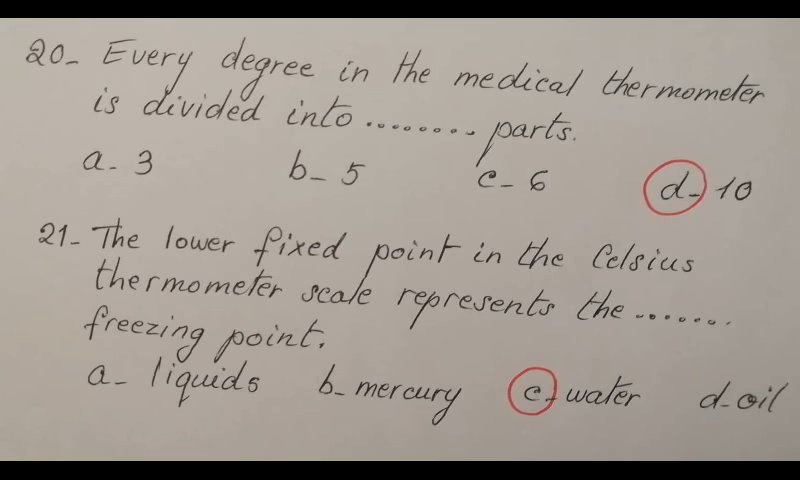 20- Every degree in the medical thermometer
is divided into ......... parts.
a- 3 b- 5 c- 6 d- 10
21- The lower fixed point in the Celsius
thermometer scale represents the .......
freezing point.
a- liquids b- mercury c- water d- oil